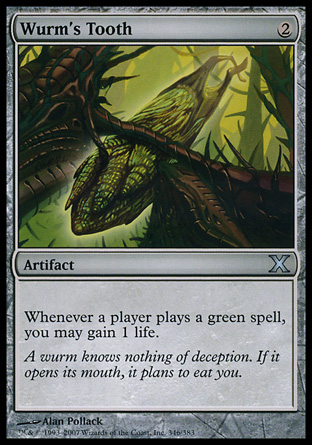 Wurm's Tooth 2
Artifact X
Whenever a player plays a green spell,
you may gain 1 life.
A wurm knows nothing of deception. If it
opens its mouth, it plans to eat you.
Alan Pollack
™ & © 1993–2007 Wizards of the Coast, Inc. 346/383